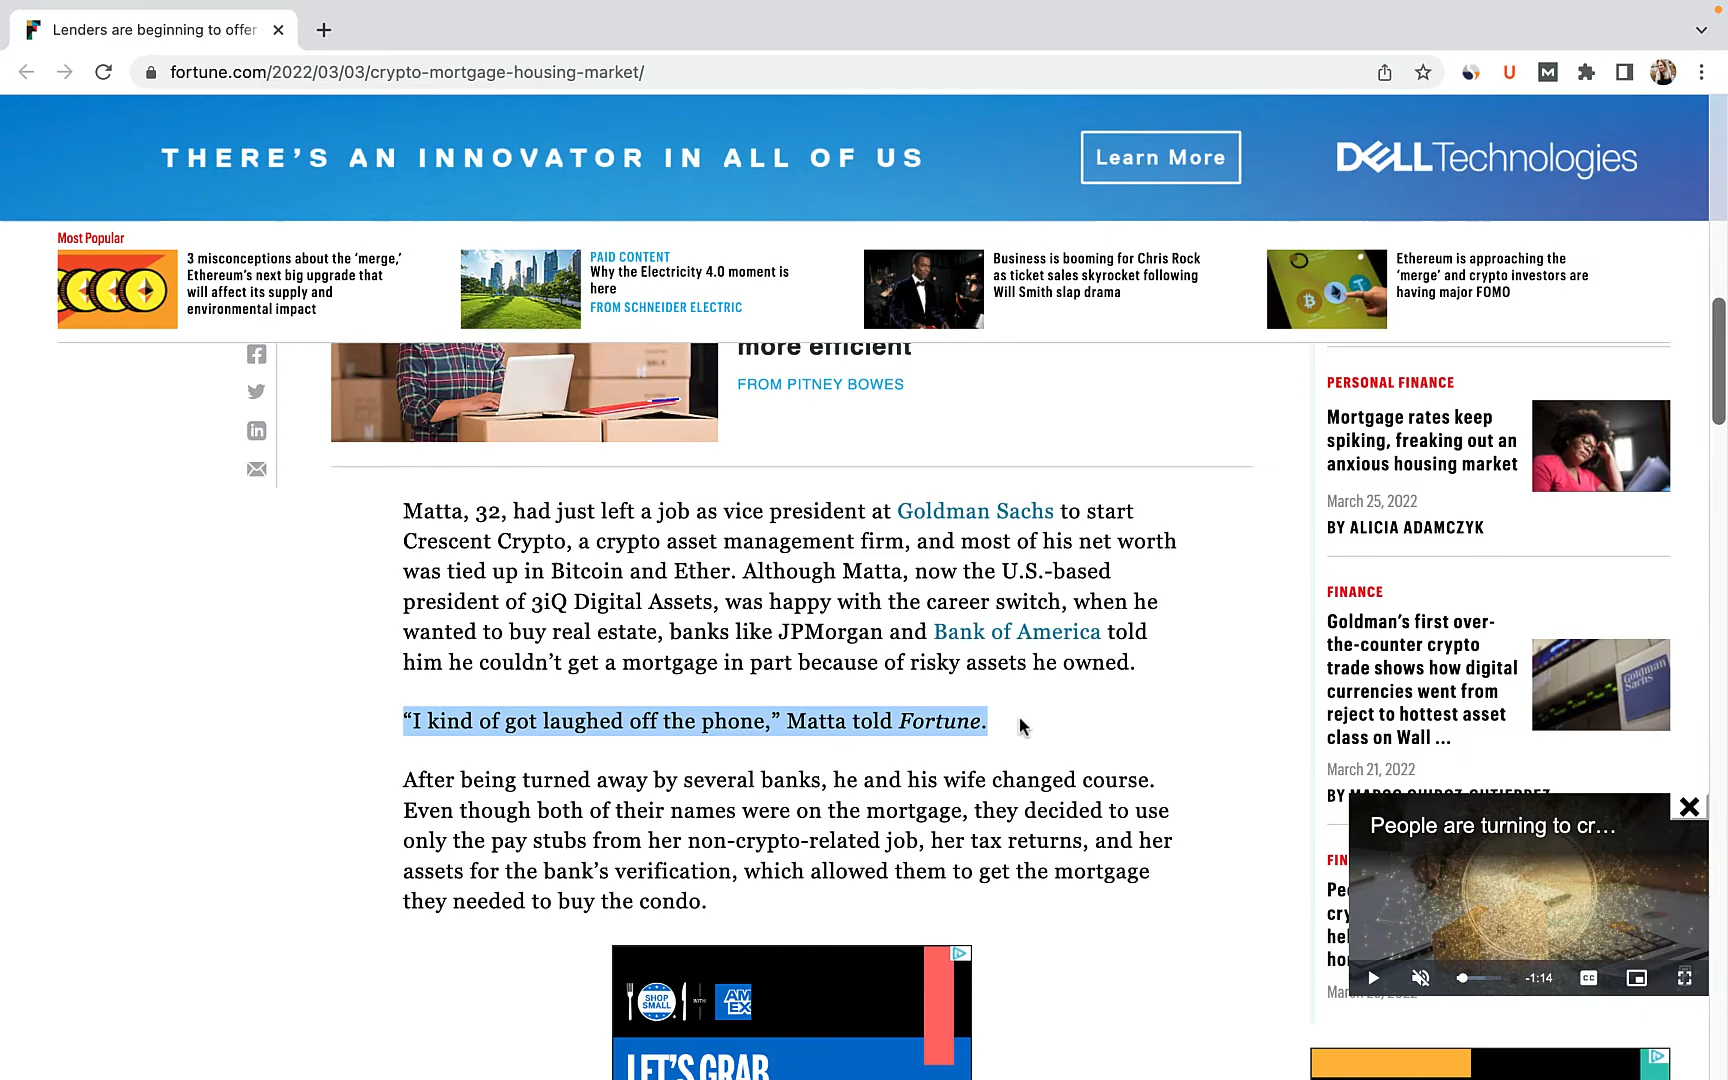 Lenders are beginning to offer
fortune.com/2022/03/03/crypto-mortgage-housing-market/
THERE'S AN INNOVATOR IN ALL OF US
Learn More
DELLTechnologies
Most Popular
3 misconceptions about the ‘merge,’
Ethereum’s next big upgrade that
will affect its supply and
environmental impact
PAID CONTENT
Why the Electricity 4.0 moment is
here
FROM SCHNEIDER ELECTRIC
Business is booming for Chris Rock
as ticket sales skyrocket following
Will Smith slap drama
Ethereum is approaching the
‘merge’ and crypto investors are
having major FOMO
more efficient
FROM PITNEY BOWES
Matta, 32, had just left a job as vice president at Goldman Sachs to start
Crescent Crypto, a crypto asset management firm, and most of his net worth
was tied up in Bitcoin and Ether. Although Matta, now the U.S.-based
president of 3iQ Digital Assets, was happy with the career switch, when he
wanted to buy real estate, banks like JPMorgan and Bank of America told
him he couldn’t get a mortgage in part because of risky assets he owned.
“I kind of got laughed off the phone,” Matta told Fortune.
After being turned away by several banks, he and his wife changed course.
Even though both of their names were on the mortgage, they decided to use
only the pay stubs from her non-crypto-related job, her tax returns, and her
assets for the bank’s verification, which allowed them to get the mortgage
they needed to buy the condo.
SHOP
SMALL
WITH
AM
EX
LET'S GRAB
PERSONAL FINANCE
Mortgage rates keep
spiking, freaking out an
anxious housing market
March 25, 2022
BY ALICIA ADAMCZYK
FINANCE
Goldman’s first over-
the-counter crypto
trade shows how digital
currencies went from
reject to hottest asset
class on Wall ...
Goldman
Sachs
March 21, 2022
BY
People are turning to cr...
-1:14
CC